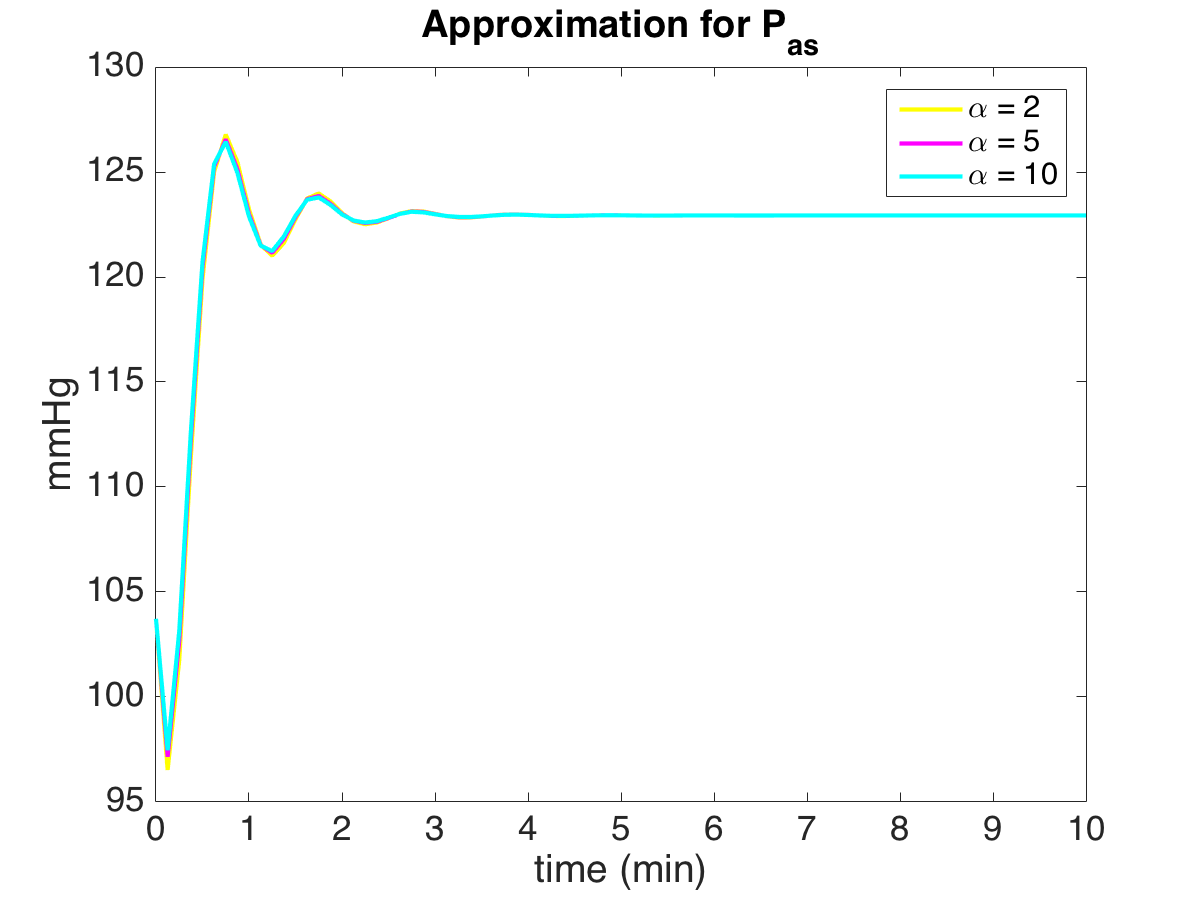 Approximation for P_as
130
125
120
115
110
105
100
95
mmHg
α = 2
α = 5
α = 10
0 1 2 3 4 5 6 7 8 9 10
time (min)